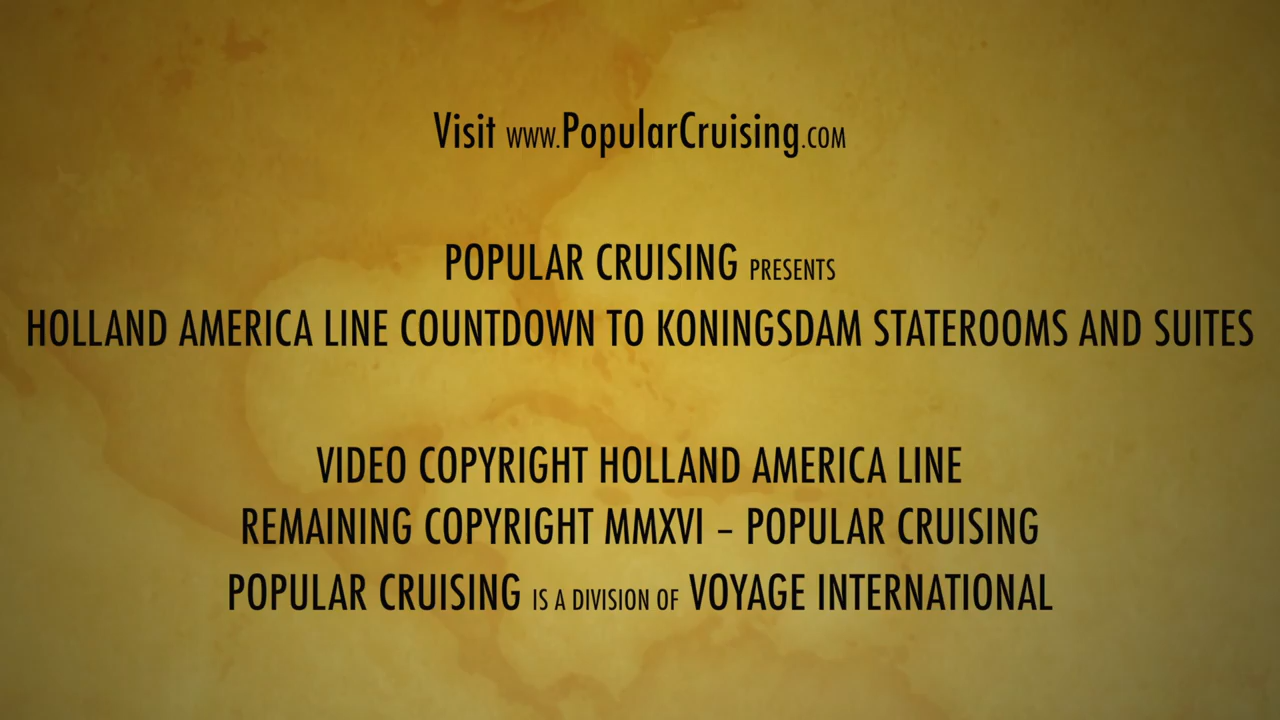 Visit www.PopularCruising.com
POPULAR CRUISING PRESENTS
HOLLAND AMERICA LINE COUNTDOWN TO KONINGSDAM STATEROOMS AND SUITES
VIDEO COPYRIGHT HOLLAND AMERICA LINE
REMAINING COPYRIGHT MMXVI – POPULAR CRUISING
POPULAR CRUISING IS A DIVISION OF VOYAGE INTERNATIONAL